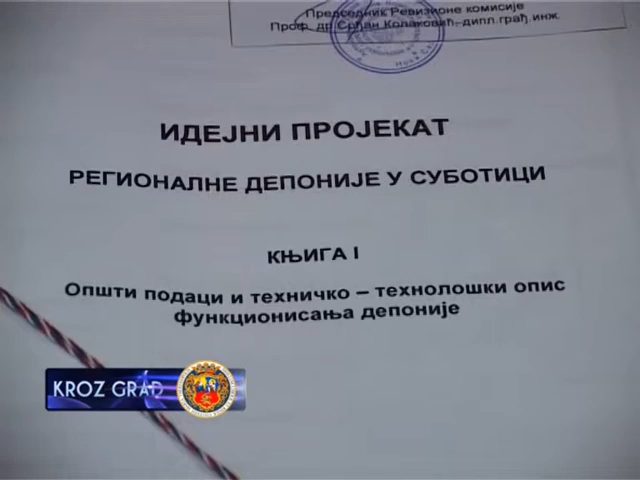 Председник Ревизионе комисије
Проф. др Срђан Колаковић, дипл.грађ.инж.
ИДЕЈНИ ПРОЈЕКАТ
РЕГИОНАЛНЕ ДЕПОНИЈЕ У СУБОТИЦИ
КЊИГА I
Општи подаци и техничко – технолошки опис
функционисања депоније
KROZ GRAD